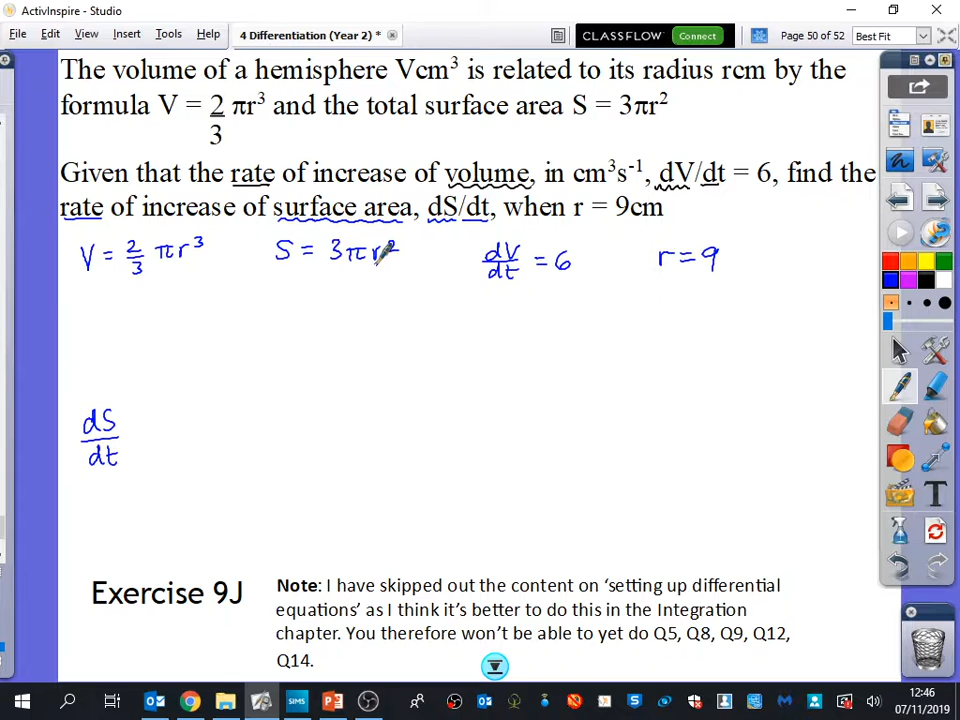 ActivInspire - Studio
File Edit View Insert Tools Help
4 Differentiation (Year 2) *
CLASSFLOW Connect
Page 50 of 52
Best Fit
The volume of a hemisphere Vcm³ is related to its radius rcm by the
formula V = 2/3 πr³ and the total surface area S = 3πr²
Given that the rate of increase of volume, in cm³s⁻¹, dV/dt = 6, find the
rate of increase of surface area, dS/dt, when r = 9cm
V = 2/3 πr³ S = 3πr² dV/dt = 6 r = 9
dS/dt
Exercise 9J
Note: I have skipped out the content on ‘setting up differential
equations’ as I think it’s better to do this in the Integration
chapter. You therefore won’t be able to yet do Q5, Q8, Q9, Q12,
Q14.
SIMS
12:46
07/11/2019